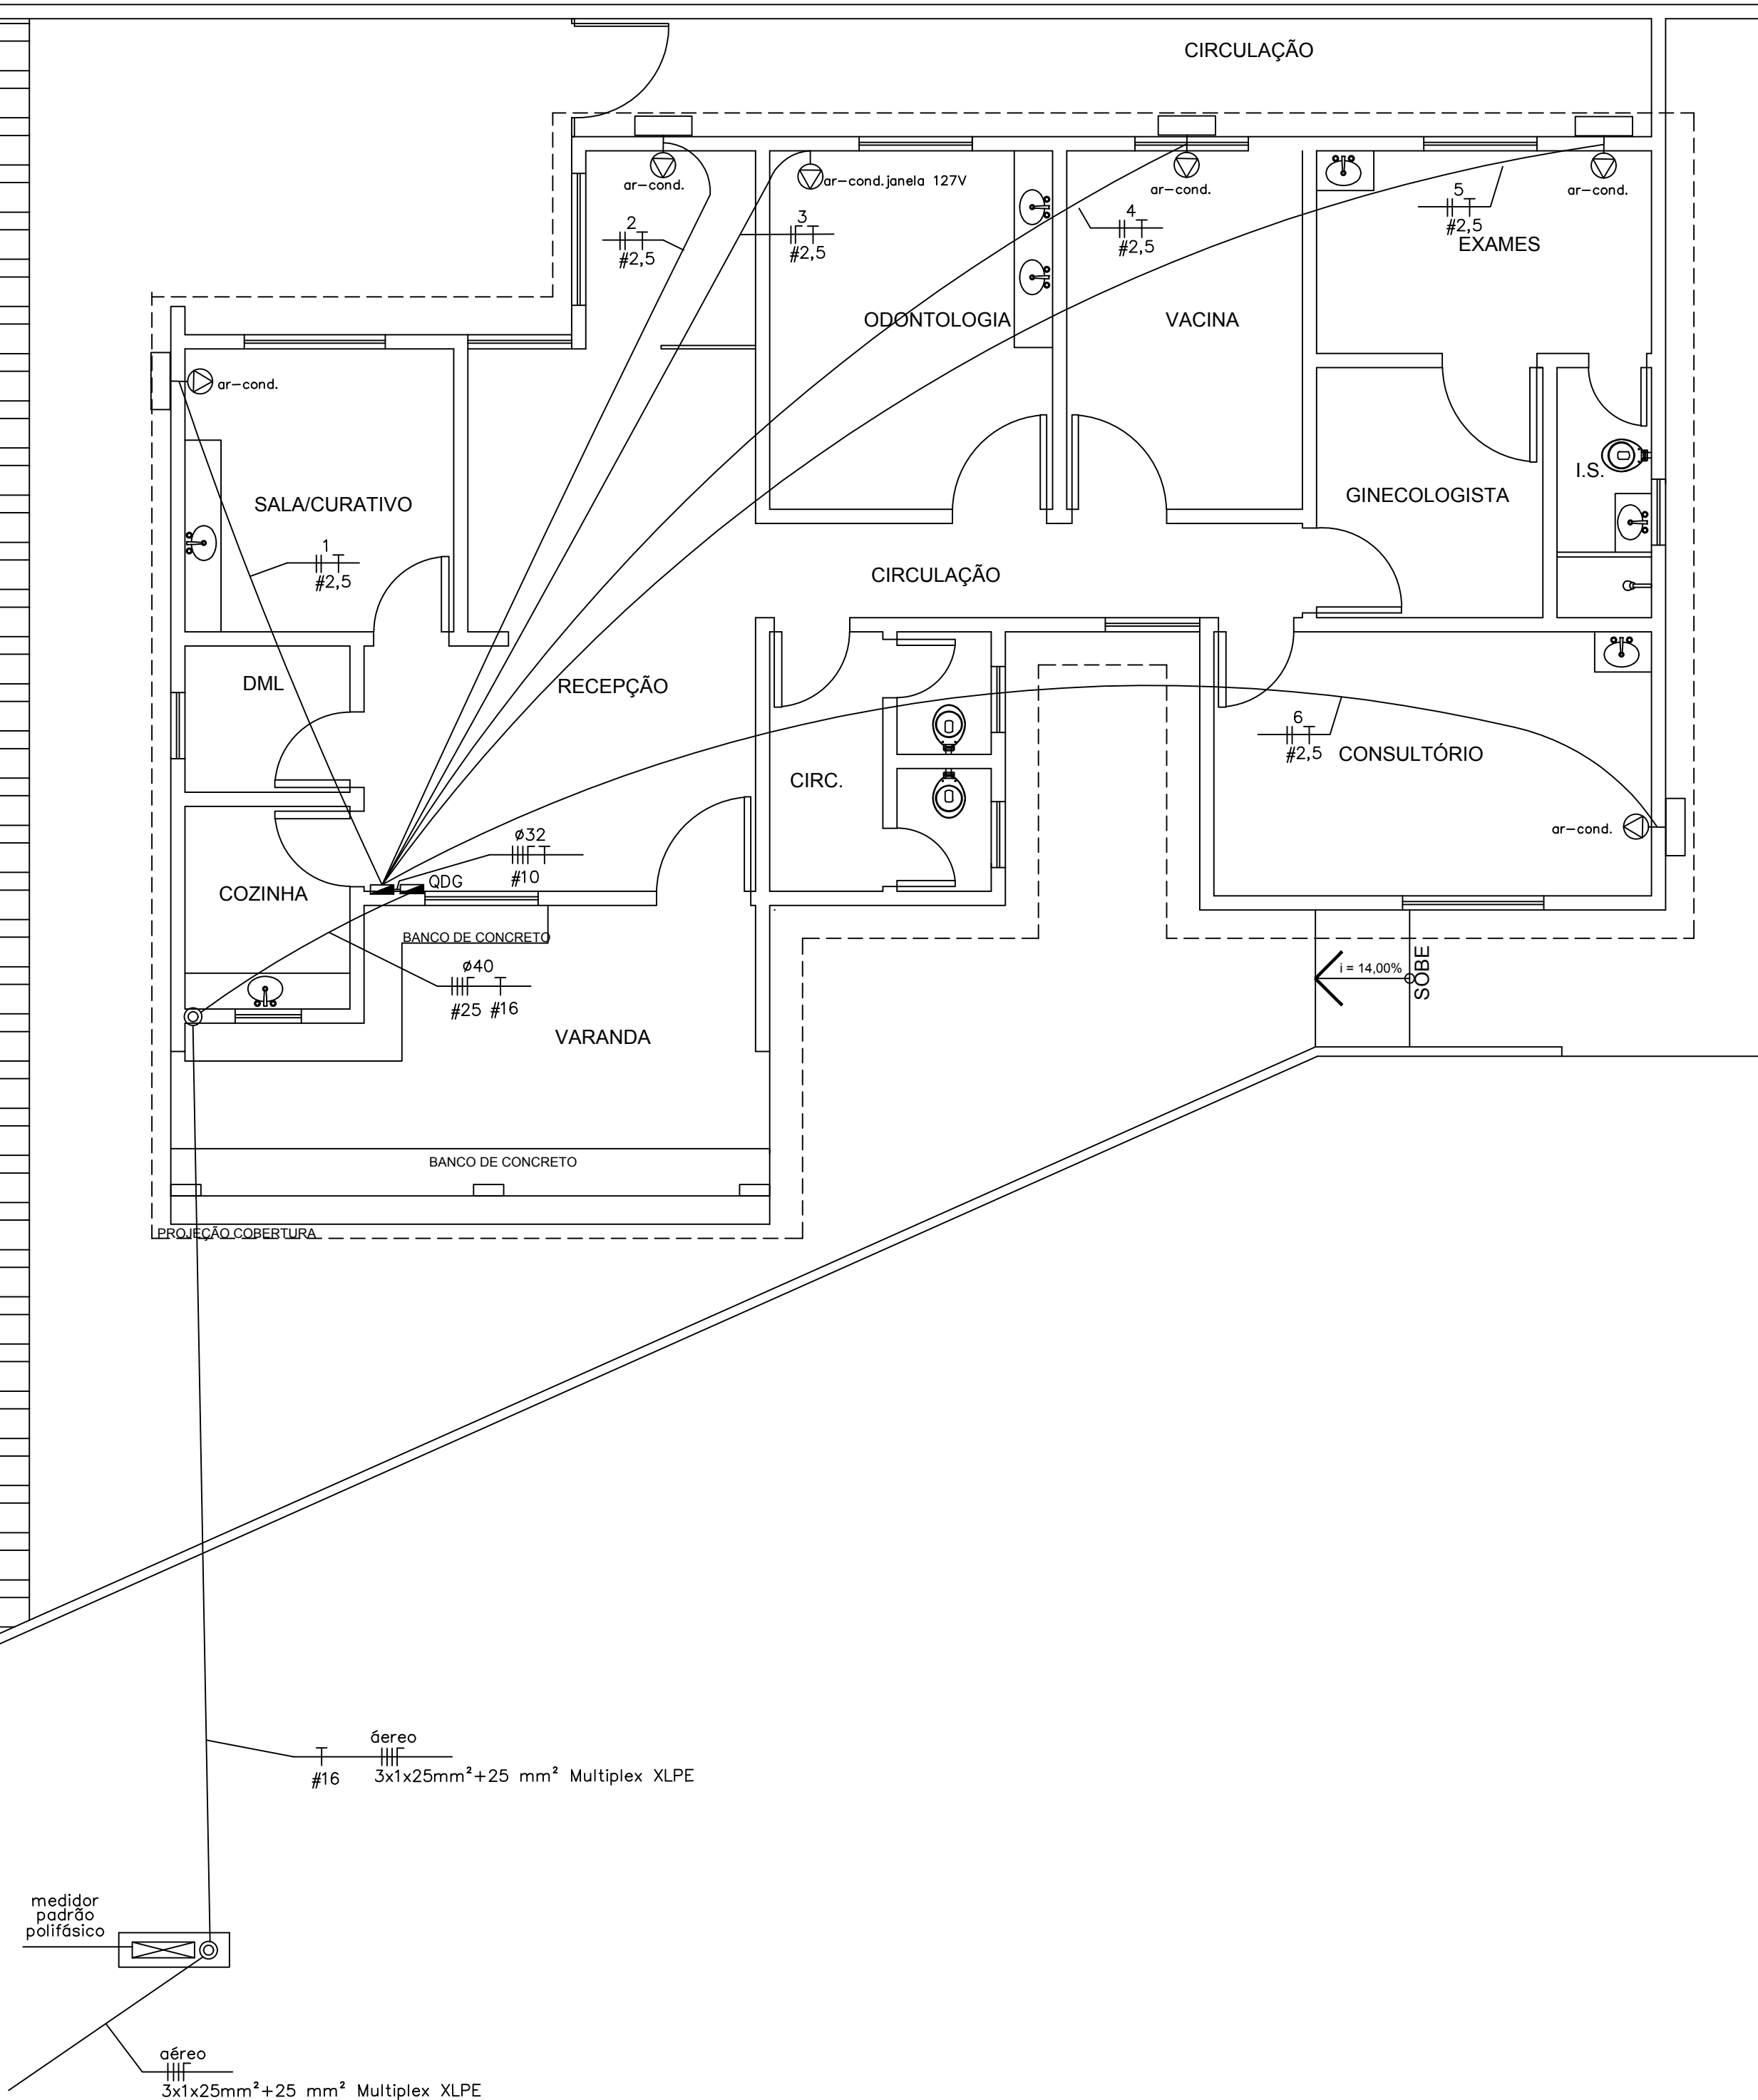 CIRCULAÇÃO
ar-cond.
ar-cond.janela 127V
ar-cond.
ar-cond.
2
#2,5
3
#2,5
4
#2,5
5
#2,5
EXAMES
ODONTOLOGIA
VACINA
ar-cond.
SALA/CURATIVO
GINECOLOGISTA
I.S.
1
#2,5
CIRCULAÇÃO
DML
RECEPÇÃO
6
#2,5
CONSULTÓRIO
CIRC.
ar-cond.
ø32
#10
QDG
COZINHA
BANCO DE CONCRETO
ø40
#25 #16
i = 14,00%
SOBE
VARANDA
BANCO DE CONCRETO
PROJEÇÃO COBERTURA
áereo
#16
3x1x25mm²+25 mm² Multiplex XLPE
medidor
padrão
polifásico
aéreo
3x1x25mm²+25 mm² Multiplex XLPE